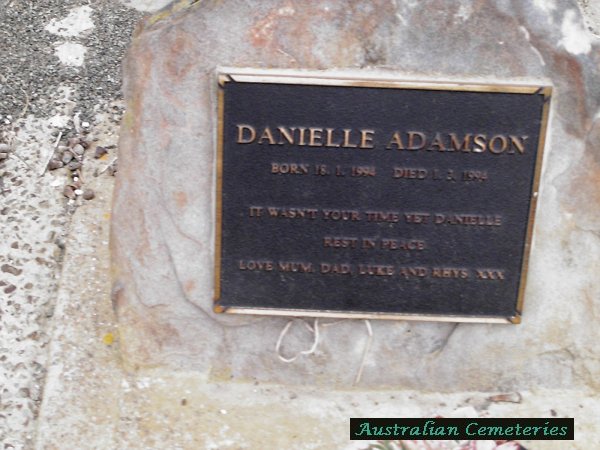 DANIELLE ADAMSON
BORN 18. 1. 1994 DIED 1. 3. 1994
IT WASN'T YOUR TIME YET DANIELLE
REST IN PEACE
LOVE MUM, DAD, LUKE AND RHYS. XXX
Australian Cemeteries